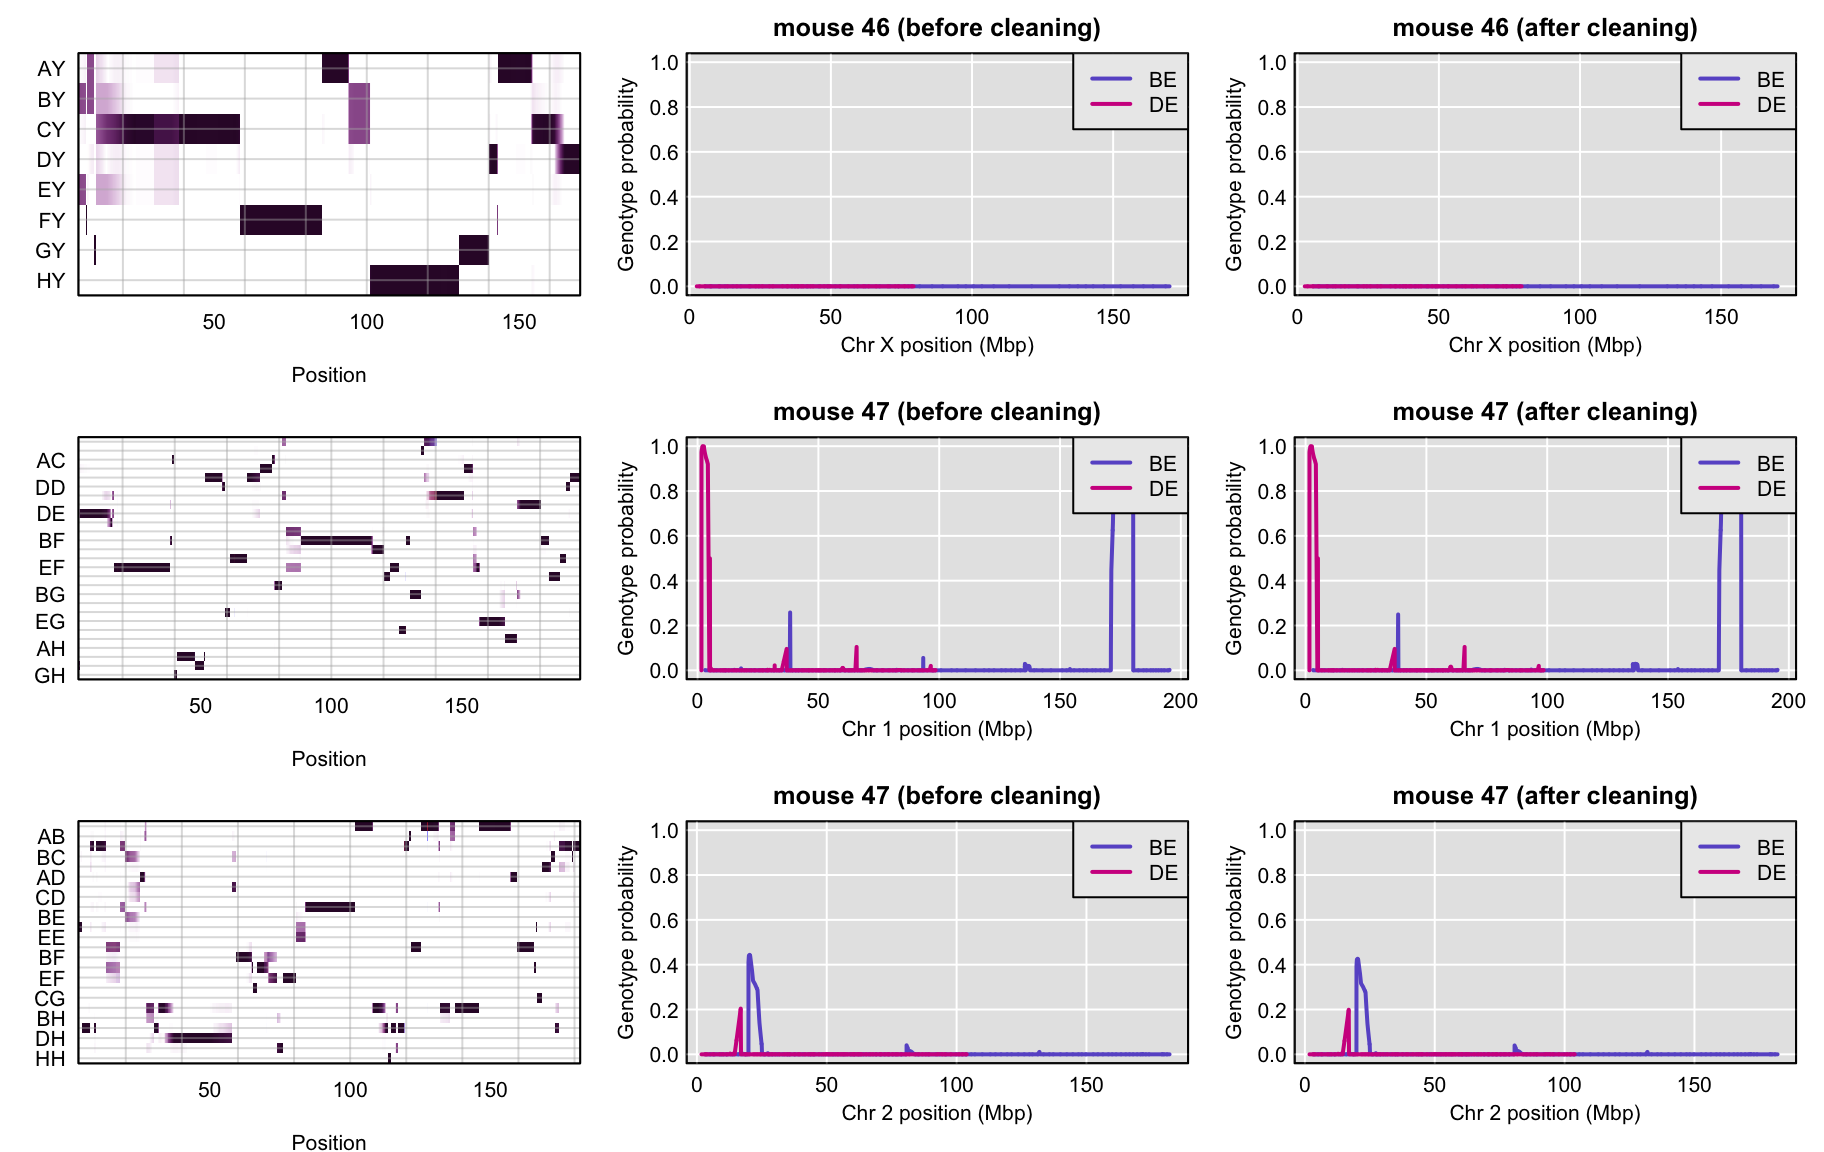 mouse 46 (before cleaning)
mouse 46 (after cleaning)
AY
BY
CY
DY
EY
FY
GY
HY
50 100 150
Position
Genotype probability
1.0
0.8
0.6
0.4
0.2
0.0
BE
DE
0 50 100 150
Chr X position (Mbp)
Genotype probability
1.0
0.8
0.6
0.4
0.2
0.0
BE
DE
0 50 100 150
Chr X position (Mbp)
mouse 47 (before cleaning)
mouse 47 (after cleaning)
AC
DD
DE
BF
EF
BG
EG
AH
GH
50 100 150
Position
Genotype probability
1.0
0.8
0.6
0.4
0.2
0.0
BE
DE
0 50 100 150 200
Chr 1 position (Mbp)
Genotype probability
1.0
0.8
0.6
0.4
0.2
0.0
BE
DE
0 50 100 150 200
Chr 1 position (Mbp)
mouse 47 (before cleaning)
mouse 47 (after cleaning)
AB
BC
AD
CD
BE
EE
BF
EF
CG
BH
DH
HH
50 100 150
Position
Genotype probability
1.0
0.8
0.6
0.4
0.2
0.0
BE
DE
0 50 100 150
Chr 2 position (Mbp)
Genotype probability
1.0
0.8
0.6
0.4
0.2
0.0
BE
DE
0 50 100 150
Chr 2 position (Mbp)